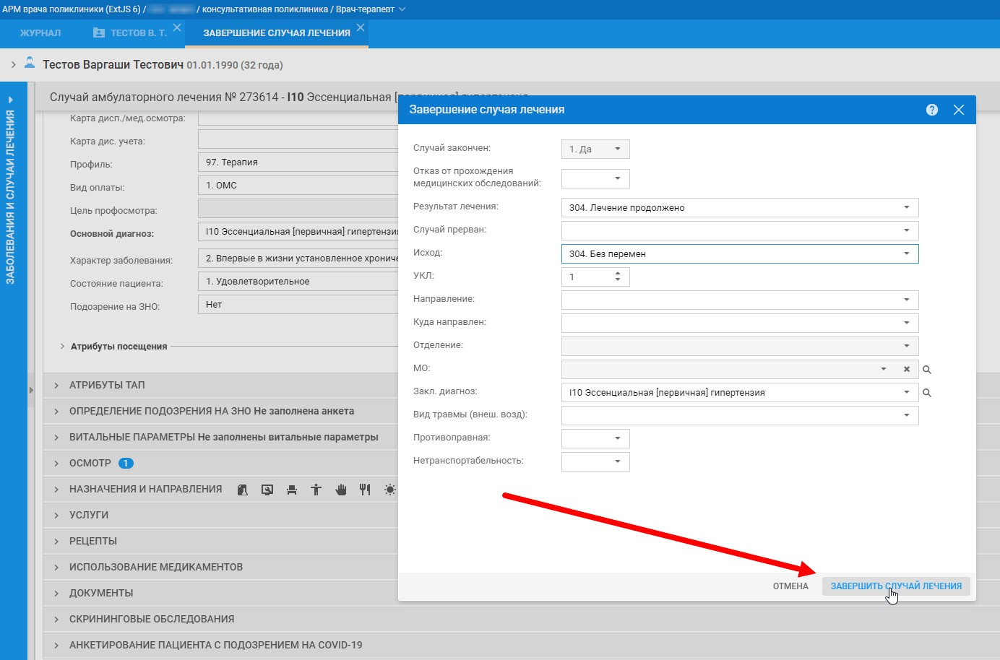 АРМ врача поликлиники (ExtJS 6) / / консультативная поликлиника / Врач-терапевт
ЖУРНАЛ
ТЕСТОВ В. Т.
ЗАВЕРШЕНИЕ СЛУЧАЯ ЛЕЧЕНИЯ
Тестов Варгаши Тестович 01.01.1990 (32 года)
ЗАБОЛЕВАНИЯ И СЛУЧАИ ЛЕЧЕНИЯ
Случай амбулаторного лечения № 273614 - I10 Эссенциальная [первичная] гипертензия
Карта дисп./мед.осмотра:
Карта дис. учета:
Профиль: 97. Терапия
Вид оплаты: 1. ОМС
Цель профосмотра:
Основной диагноз: I10 Эссенциальная [первичная] гипертензия
Характер заболевания: 2. Впервые в жизни установленное хрониче
Состояние пациента: 1. Удовлетворительное
Подозрение на ЗНО: Нет
Атрибуты посещения
АТРИБУТЫ ТАП
ОПРЕДЕЛЕНИЕ ПОДОЗРЕНИЯ НА ЗНО Не заполнена анкета
ВИТАЛЬНЫЕ ПАРАМЕТРЫ Не заполнены витальные параметры
ОСМОТР 1
НАЗНАЧЕНИЯ И НАПРАВЛЕНИЯ
УСЛУГИ
РЕЦЕПТЫ
ИСПОЛЬЗОВАНИЕ МЕДИКАМЕНТОВ
ДОКУМЕНТЫ
СКРИНИНГОВЫЕ ОБСЛЕДОВАНИЯ
АНКЕТИРОВАНИЕ ПАЦИЕНТА С ПОДОЗРЕНИЕМ НА COVID-19
Завершение случая лечения
?
Случай закончен: 1. Да
Отказ от прохождения
медицинских обследований:
Результат лечения: 304. Лечение продолжено
Случай прерван:
Исход: 304. Без перемен
УКЛ: 1
Направление:
Куда направлен:
Отделение:
МО:
Закл. диагноз: I10 Эссенциальная [первичная] гипертензия
Вид травмы (внеш. возд):
Противоправная:
Нетранспортабельность:
ОТМЕНА
ЗАВЕРШИТЬ СЛУЧАЙ ЛЕЧЕНИЯ